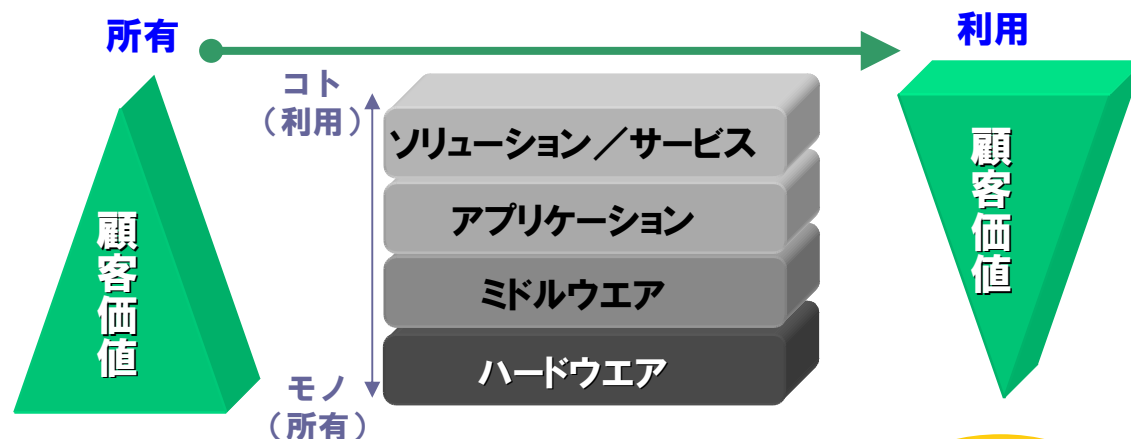 所有
利用
コト
（利用）
ソリューション／サービス
アプリケーション
ミドルウエア
ハードウエア
モノ
（所有）
顧客価値
顧客価値